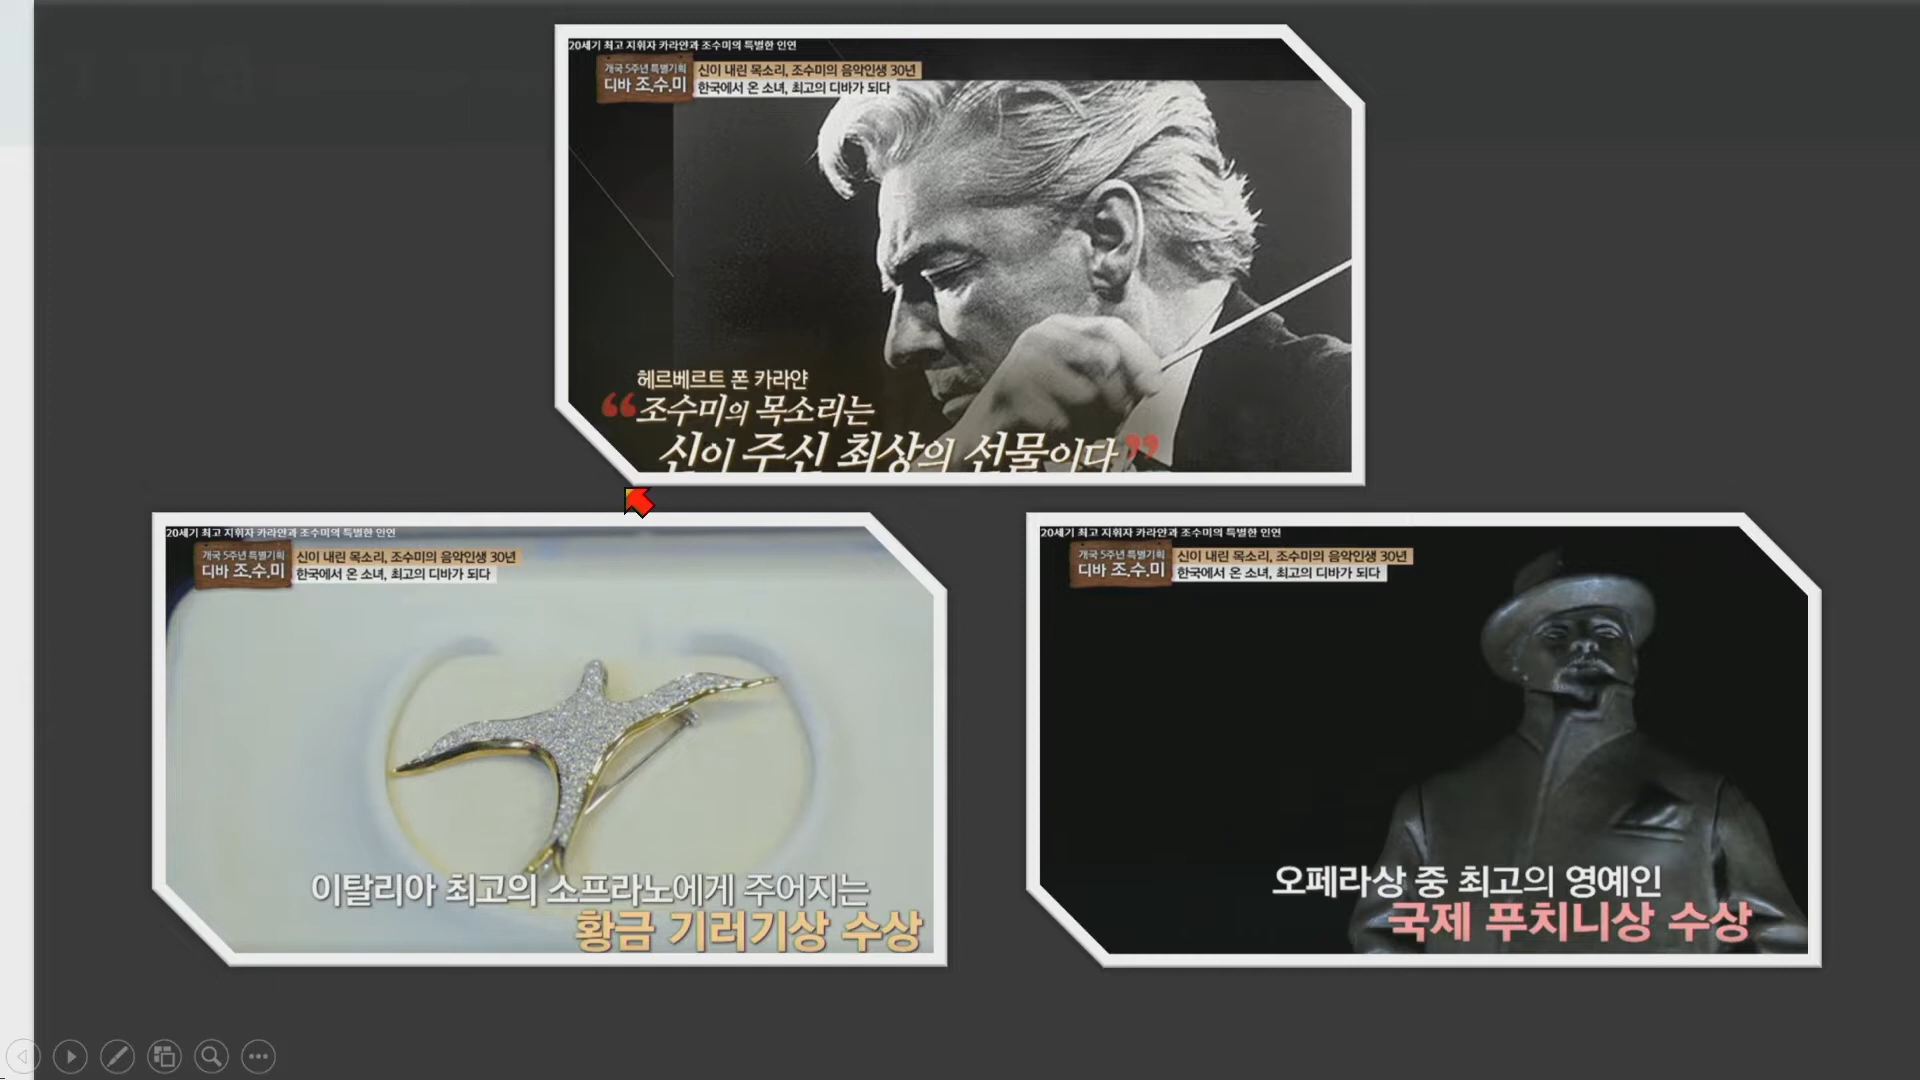 20세기 최고 지휘자 카라얀과 조수미의 특별한 인연
개국 5주년 특별기획
디바 조.수.미
신이 내린 목소리, 조수미의 음악인생 30년
한국에서 온 소녀, 최고의 디바가 되다
헤르베르트 폰 카라얀
“조수미의 목소리는
신이 주신 최상의 선물이다”
20세기 최고 지휘자 카라얀과 조수미의 특별한 인연
개국 5주년 특별기획
디바 조.수.미
신이 내린 목소리, 조수미의 음악인생 30년
한국에서 온 소녀, 최고의 디바가 되다
이탈리아 최고의 소프라노에게 주어지는
황금 기러기상 수상
20세기 최고 지휘자 카라얀과 조수미의 특별한 인연
개국 5주년 특별기획
디바 조.수.미
신이 내린 목소리, 조수미의 음악인생 30년
한국에서 온 소녀, 최고의 디바가 되다
오페라상 중 최고의 영예인
국제 푸치니상 수상